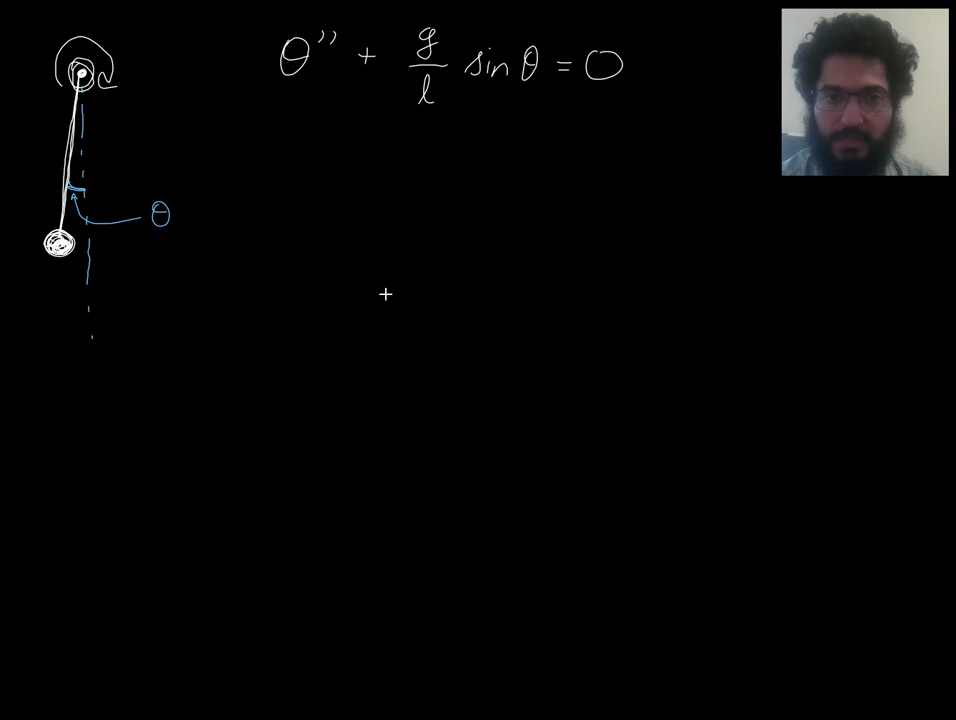 θ'' + g/l sin θ = 0
θ